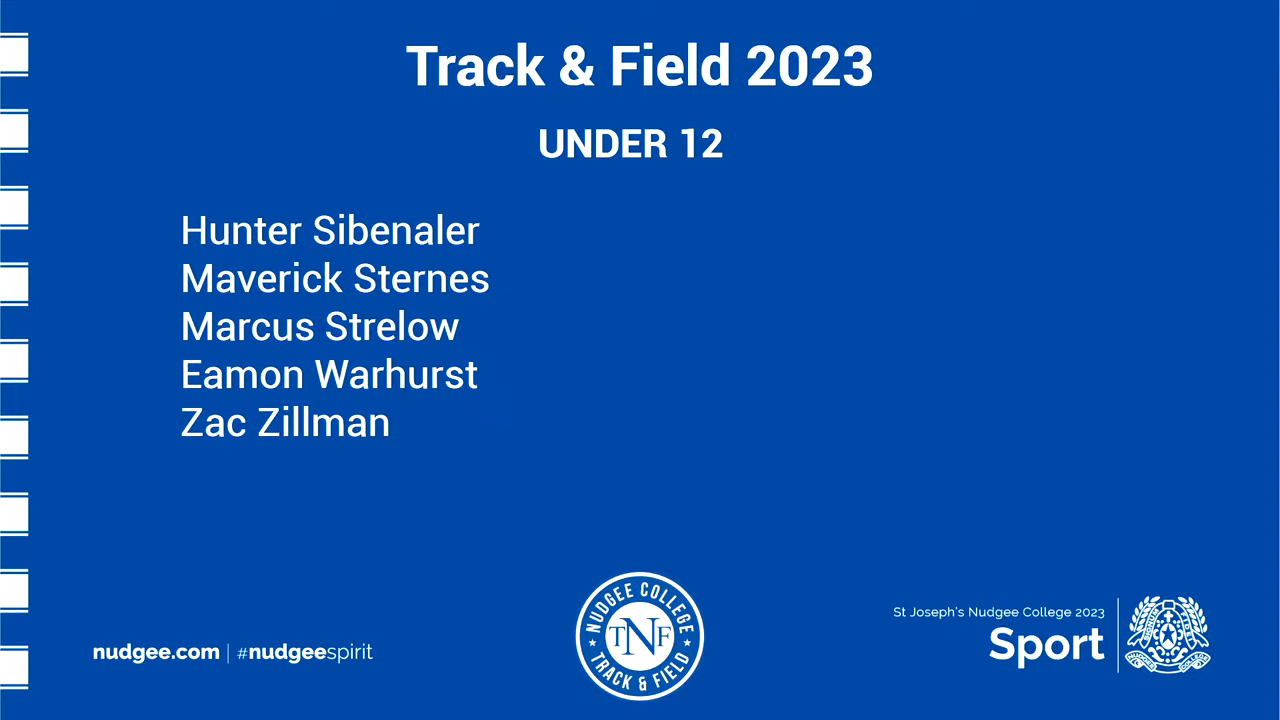 Track & Field 2023
UNDER 12
Hunter Sibenaler
Maverick Sternes
Marcus Strelow
Eamon Warhurst
Zac Zillman
NUDGEE COLLEGE
TNF
TRACK & FIELD
nudgee.com | #nudgeespirit
St Joseph's Nudgee College 2023
Sport